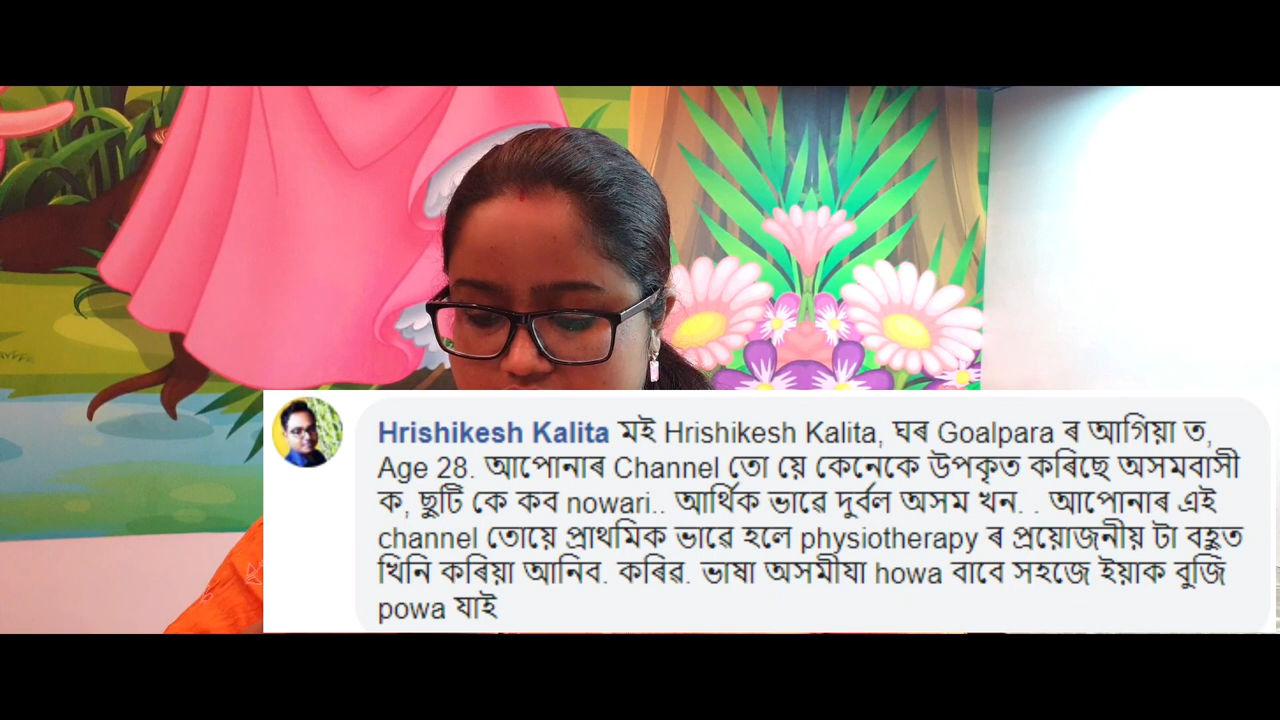 Hrishikesh Kalita মই Hrishikesh Kalita, ঘৰ Goalpara ৰ আগিয়া ত,
Age 28. আপোনাৰ Channel তো য়ে কেনেকে উপকৃত কৰিছে অসমবাসী
ক, ছুটি কে কব nowari.. আৰ্থিক ভাৱে দুৰ্বল অসম খন. . আপোনাৰ এই
channel তোয়ে প্ৰাথমিক ভাৱে হলে physiotherapy ৰ প্ৰয়োজনীয় টা বহুত
খিনি কৰিয়া আনিব. কৰিৱ. ভাষা অসমীযা howa বাবে সহজে ইয়াক বুজি
powa যাই